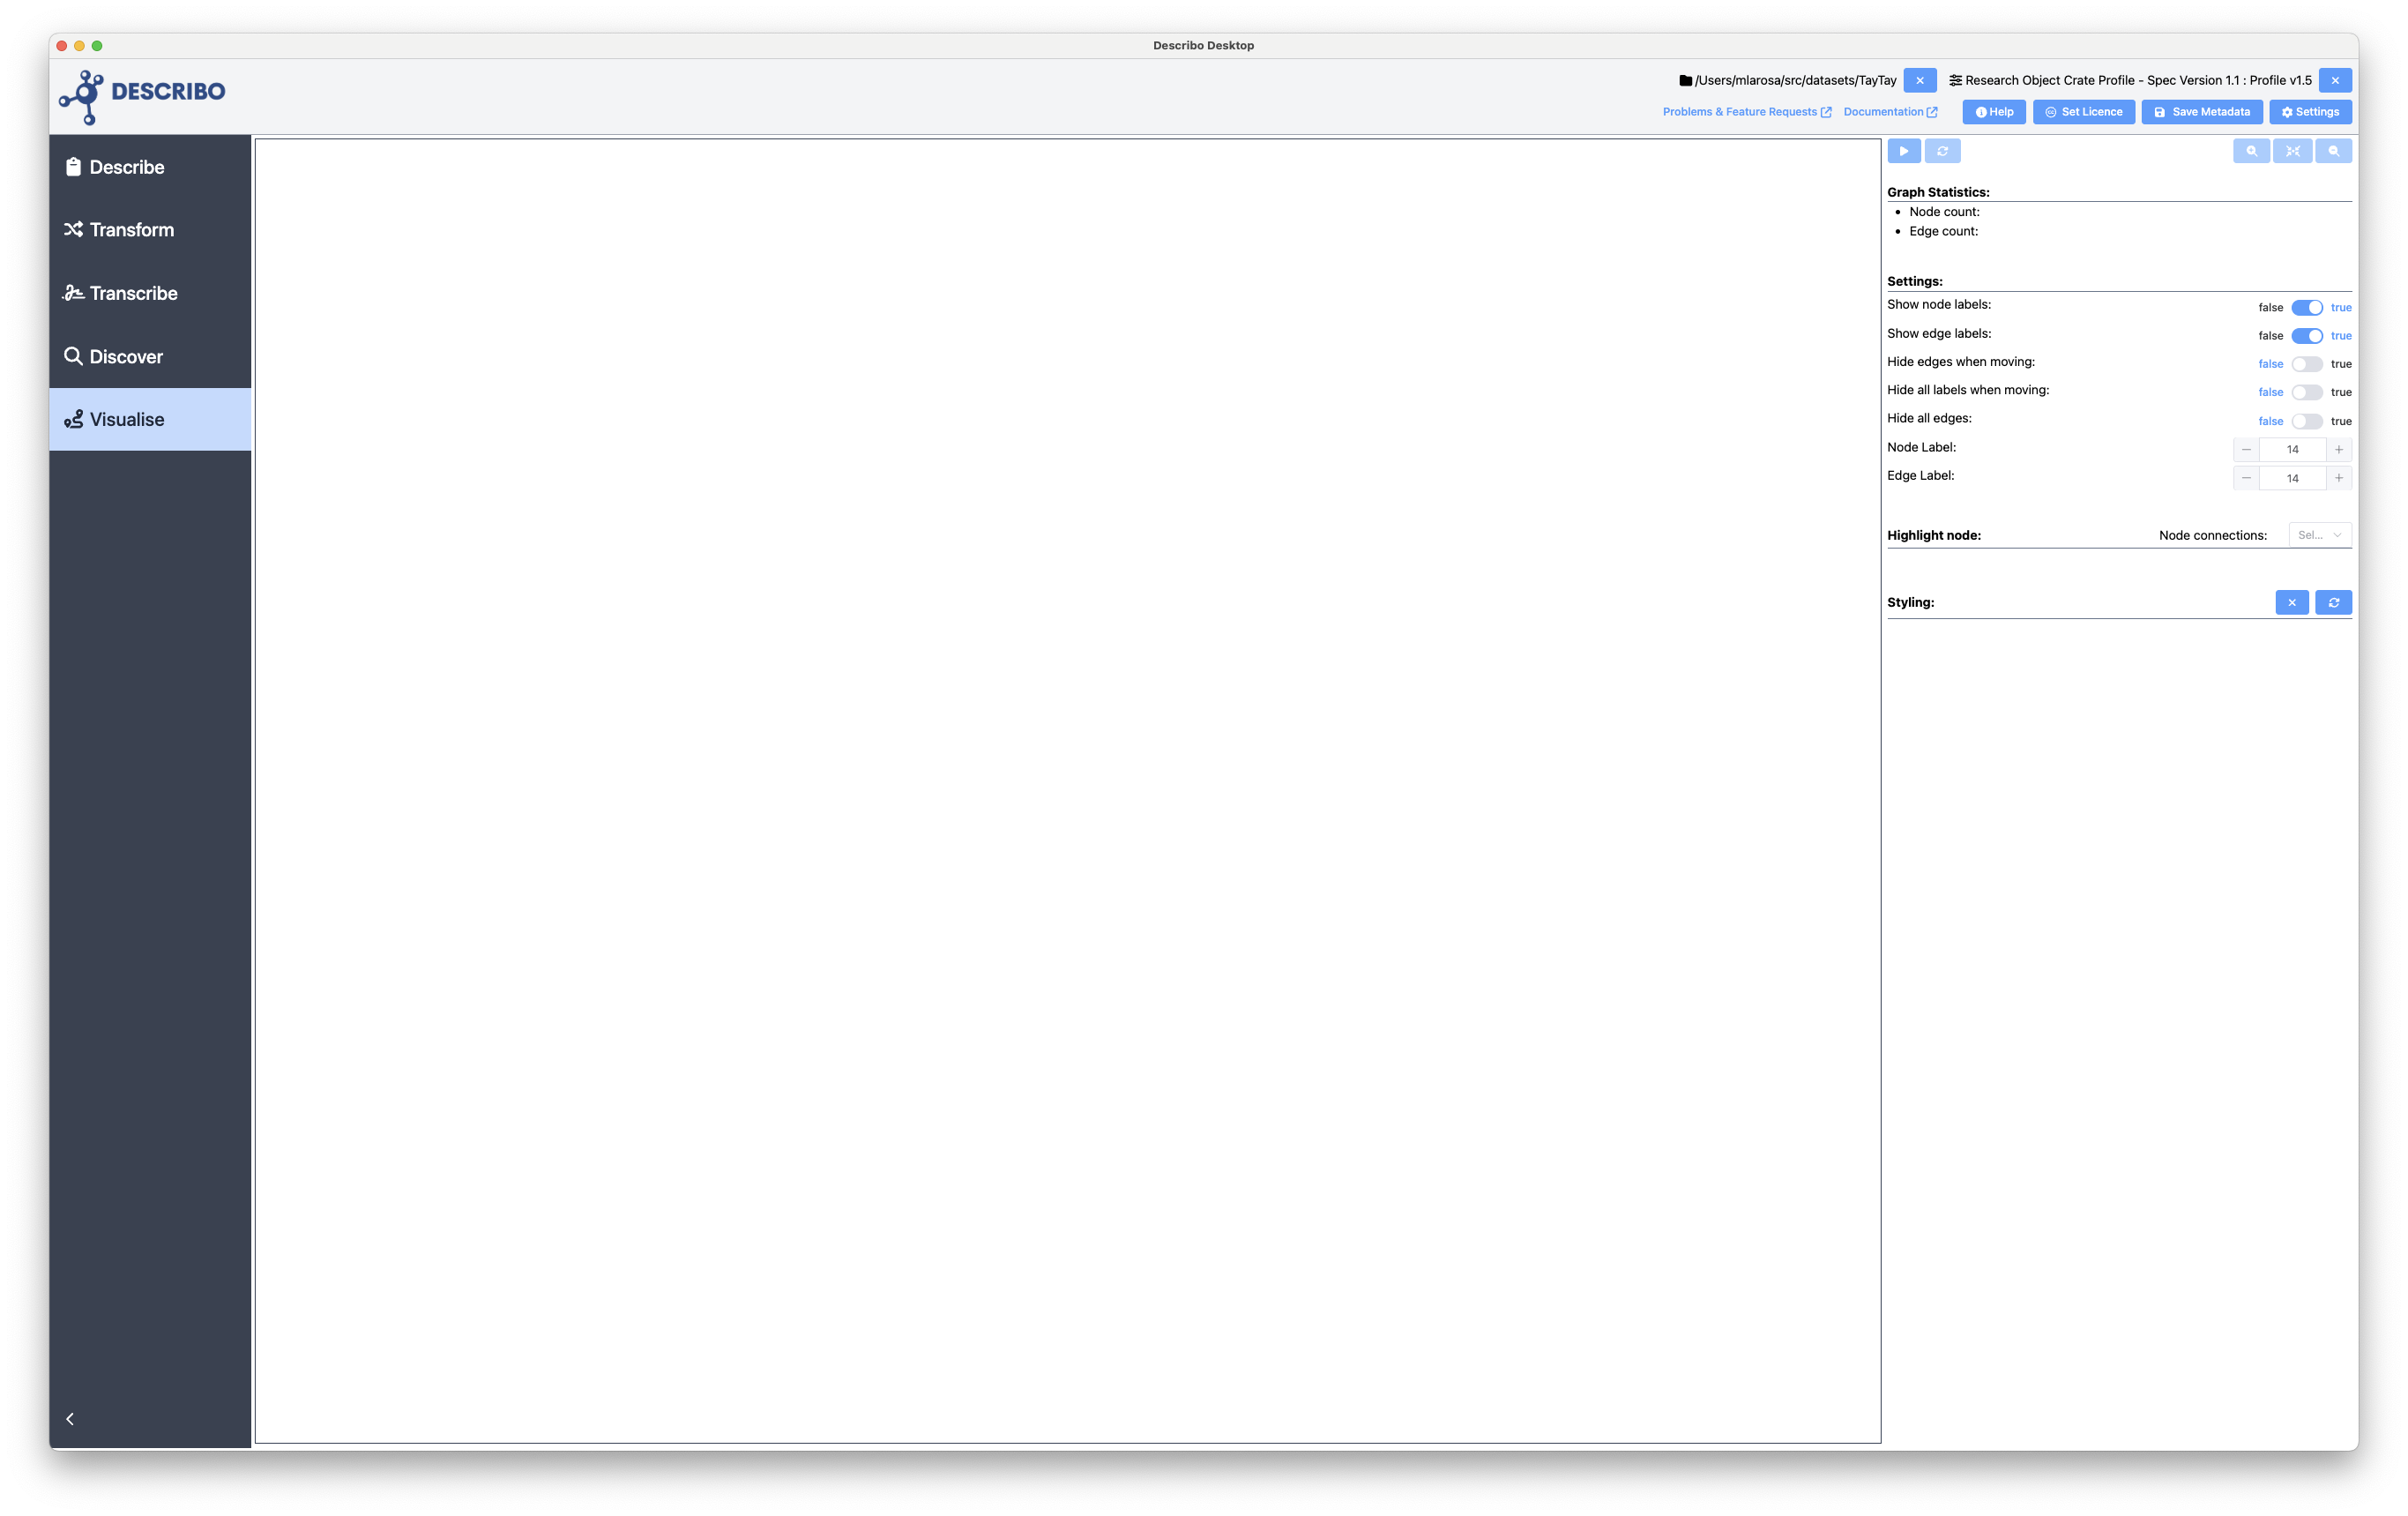 Describo Desktop
DESCRIBO
/Users/mlarosa/src/datasets/TayTay
Research Object Crate Profile - Spec Version 1.1 : Profile v1.5
Problems & Feature Requests
Documentation
Help
Set Licence
Save Metadata
Settings
Describe
Transform
Transcribe
Discover
Visualise
Graph Statistics:
• Node count:
• Edge count:
Settings:
Show node labels: false true
Show edge labels: false true
Hide edges when moving: false true
Hide all labels when moving: false true
Hide all edges: false true
Node Label: − 14 +
Edge Label: − 14 +
Highlight node: Node connections: Sel...
Styling: